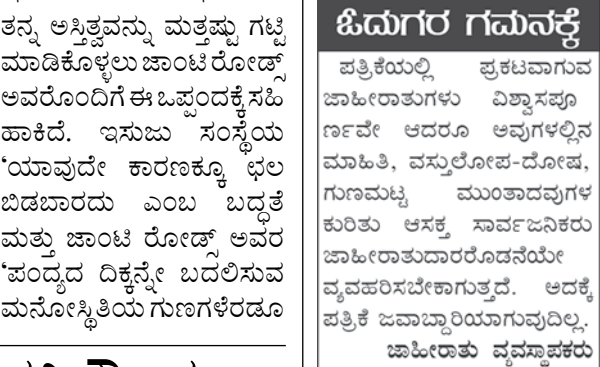 ತನ್ನ ಅಸ್ತಿತ್ವವನ್ನು ಮತ್ತಷ್ಟು ಗಟ್ಟಿ
ಮಾಡಿಕೊಳ್ಳಲು ಜಾಂಟಿ ರೋಡ್ಸ್
ಅವರೊಂದಿಗೆ ಈ ಒಪ್ಪಂದಕ್ಕೆ ಸಹಿ
ಹಾಕಿದೆ. ಇಸುಜು ಸಂಸ್ಥೆಯ
‘ಯಾವುದೇ ಕಾರಣಕ್ಕೂ ಛಲ
ಬಿಡಬಾರದು ಎಂಬ ಬದ್ಧತೆ
ಮತ್ತು ಜಾಂಟಿ ರೋಡ್ಸ್ ಅವರ
‘ಪಂದ್ಯದ ದಿಕ್ಕನ್ನೇ ಬದಲಿಸುವ
ಮನೋಸ್ಥಿತಿಯ ಗುಣಗಳೆರಡೂ
ಓದುಗರ ಗಮನಕ್ಕೆ
ಪತ್ರಿಕೆಯಲ್ಲಿ ಪ್ರಕಟವಾಗುವ
ಜಾಹೀರಾತುಗಳು ವಿಶ್ವಾಸಪೂ
ರ್ಣವೇ ಆದರೂ ಅವುಗಳಲ್ಲಿನ
ಮಾಹಿತಿ, ವಸ್ತುಲೋಪ-ದೋಷ,
ಗುಣಮಟ್ಟ ಮುಂತಾದವುಗಳ
ಕುರಿತು ಆಸಕ್ತ ಸಾರ್ವಜನಿಕರು
ಜಾಹೀರಾತುದಾರರೊಡನೆಯೇ
ವ್ಯವಹರಿಸಬೇಕಾಗುತ್ತದೆ. ಅದಕ್ಕೆ
ಪತ್ರಿಕೆ ಜವಾಬ್ದಾರಿಯಾಗುವುದಿಲ್ಲ.
ಜಾಹೀರಾತು ವ್ಯವಸ್ಥಾಪಕರು